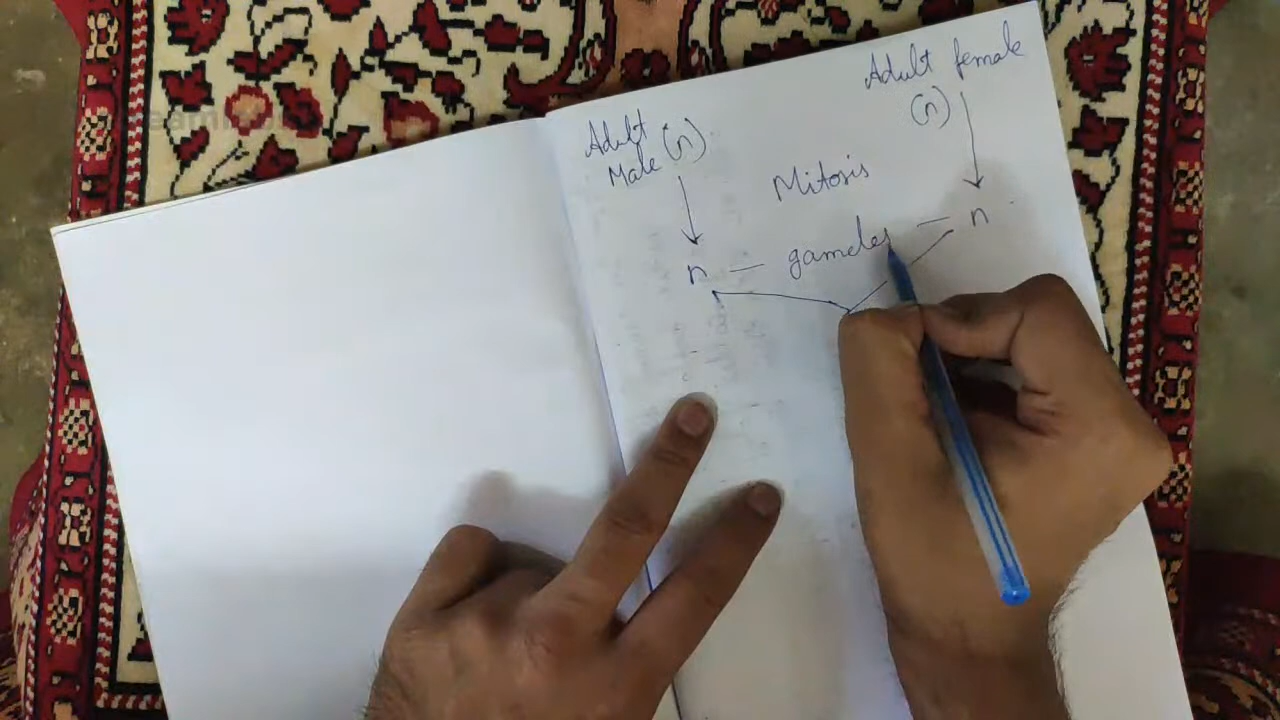 Adult female
(n)
Adult
Male (n)
Mitosis
n — gametes — n